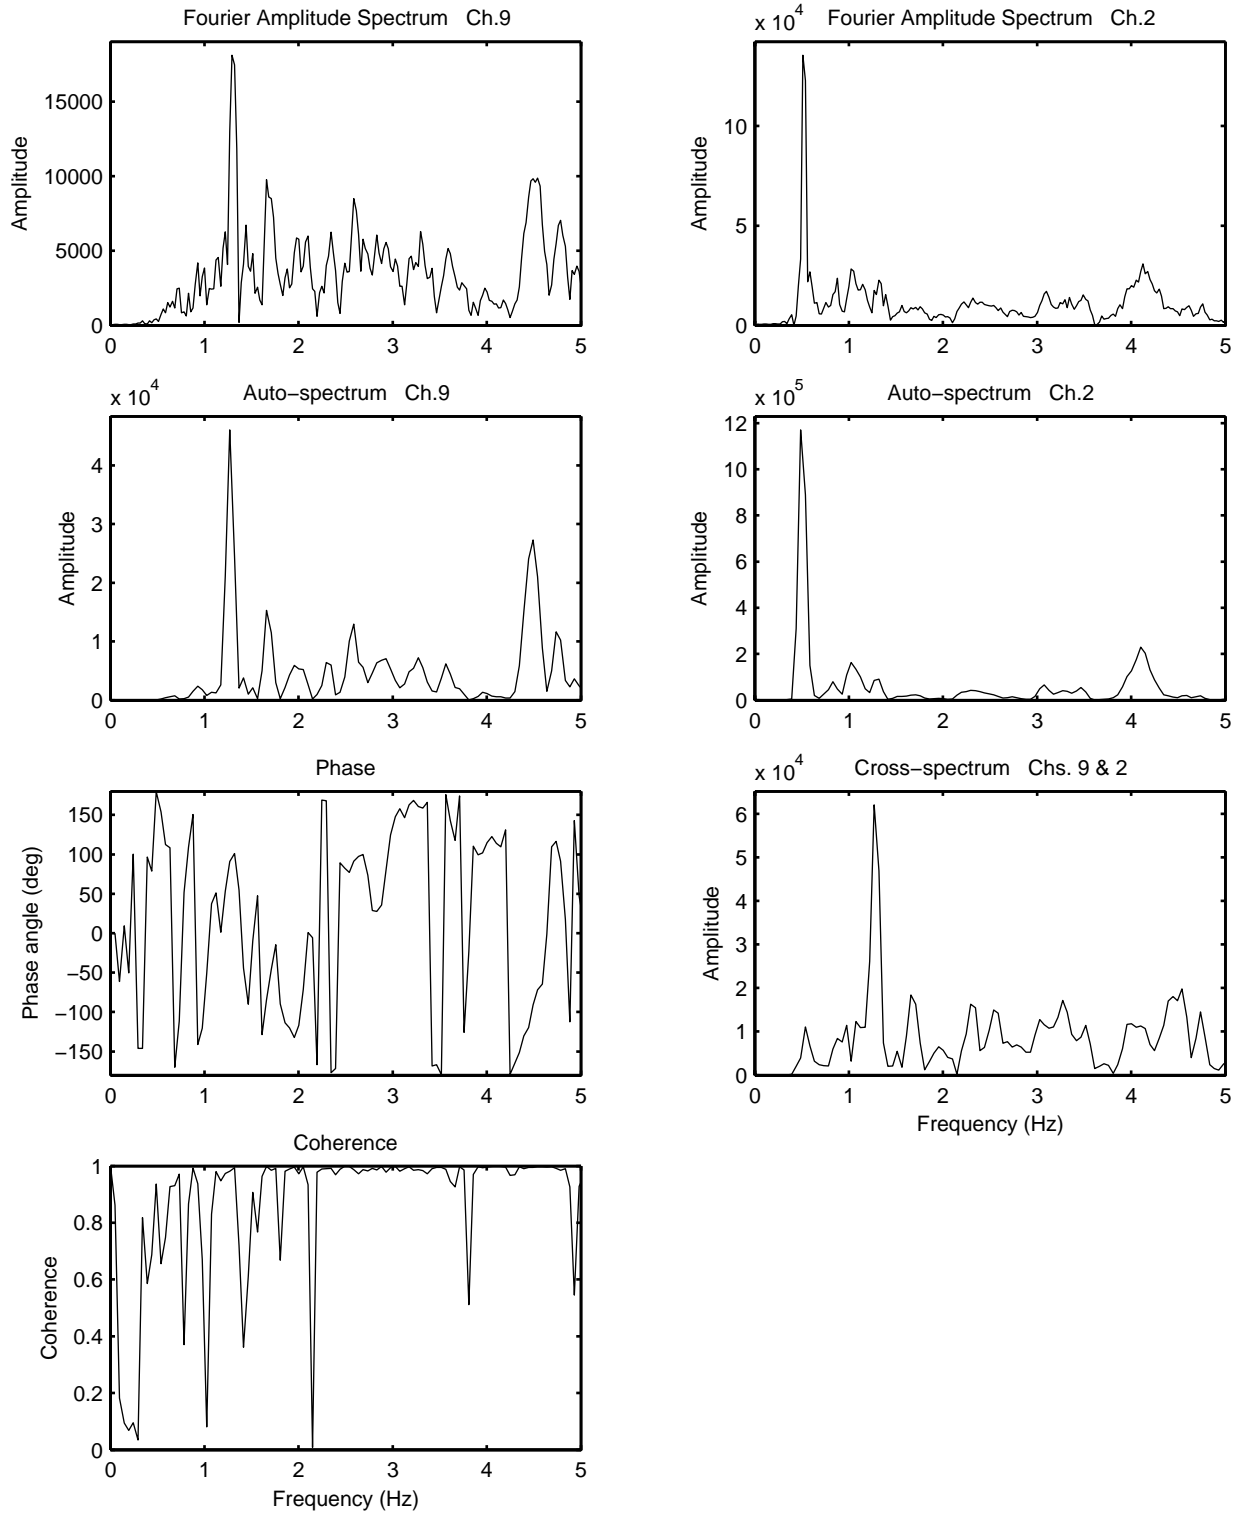 Fourier Amplitude Spectrum Ch.9
Amplitude
15000
10000
5000
0
0 1 2 3 4 5
Fourier Amplitude Spectrum Ch.2
x 10^4
Amplitude
10
5
0
0 1 2 3 4 5
Auto−spectrum Ch.9
x 10^4
Amplitude
4
3
2
1
0
0 1 2 3 4 5
Auto−spectrum Ch.2
x 10^5
Amplitude
12
10
8
6
4
2
0
0 1 2 3 4 5
Phase
Phase angle (deg)
150
100
50
0
−50
−100
−150
0 1 2 3 4 5
Cross−spectrum Chs. 9 & 2
x 10^4
Amplitude
6
5
4
3
2
1
0
0 1 2 3 4 5
Frequency (Hz)
Coherence
Coherence
1
0.8
0.6
0.4
0.2
0
0 1 2 3 4 5
Frequency (Hz)